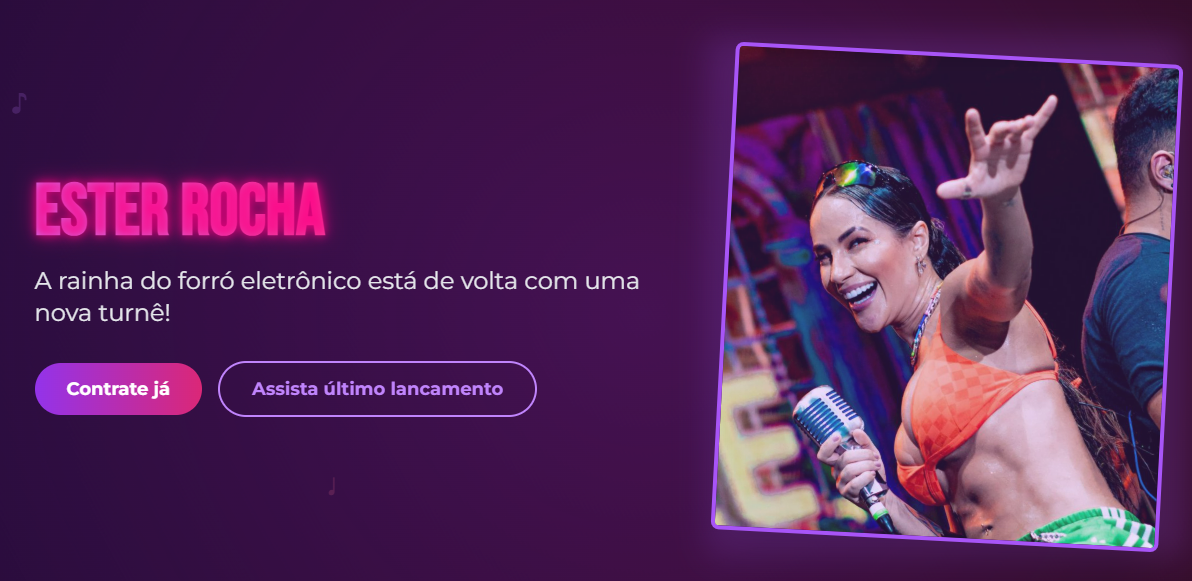 ESTER ROCHA
A rainha do forró eletrônico está de volta com uma
nova turnê!
Contrate já
Assista último lancamento
E